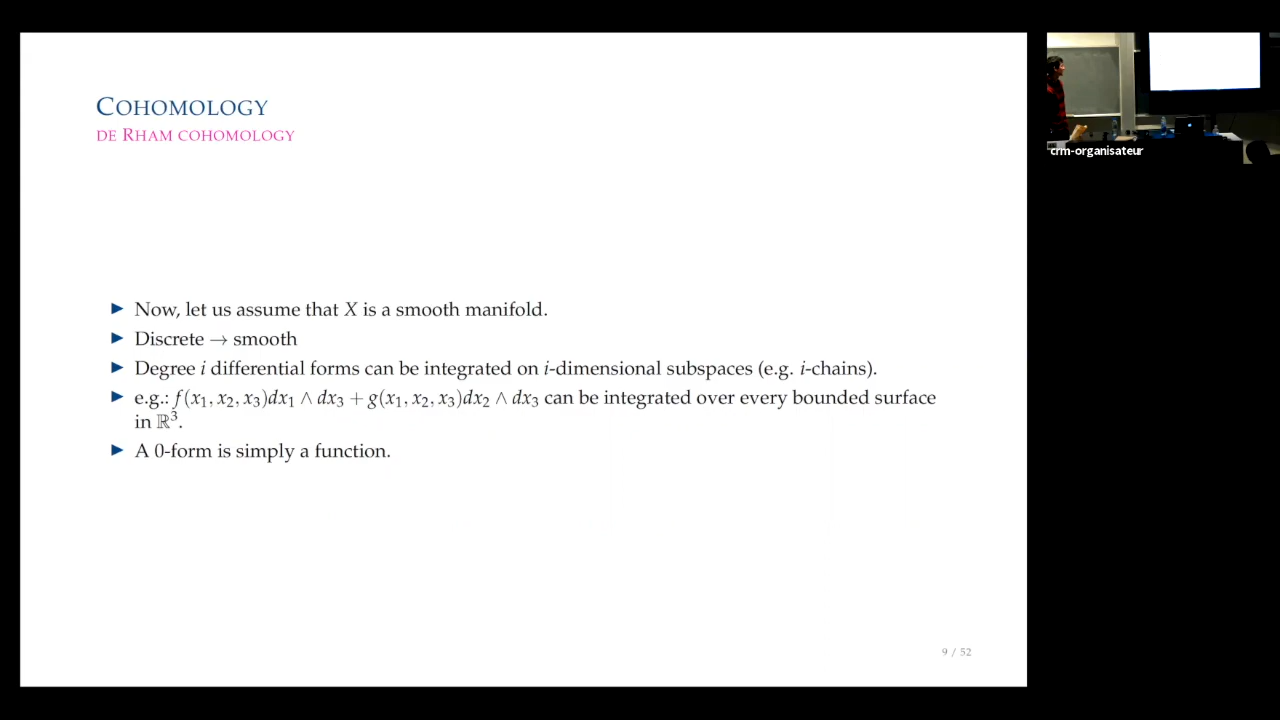 COHOMOLOGY
DE RHAM COHOMOLOGY
▶ Now, let us assume that X is a smooth manifold.
▶ Discrete → smooth
▶ Degree i differential forms can be integrated on i-dimensional subspaces (e.g. i-chains).
▶ e.g.: f(x₁, x₂, x₃)dx₁ ∧ dx₃ + g(x₁, x₂, x₃)dx₂ ∧ dx₃ can be integrated over every bounded surface
in ℝ³.
▶ A 0-form is simply a function.
9 / 52
crm-organisateur